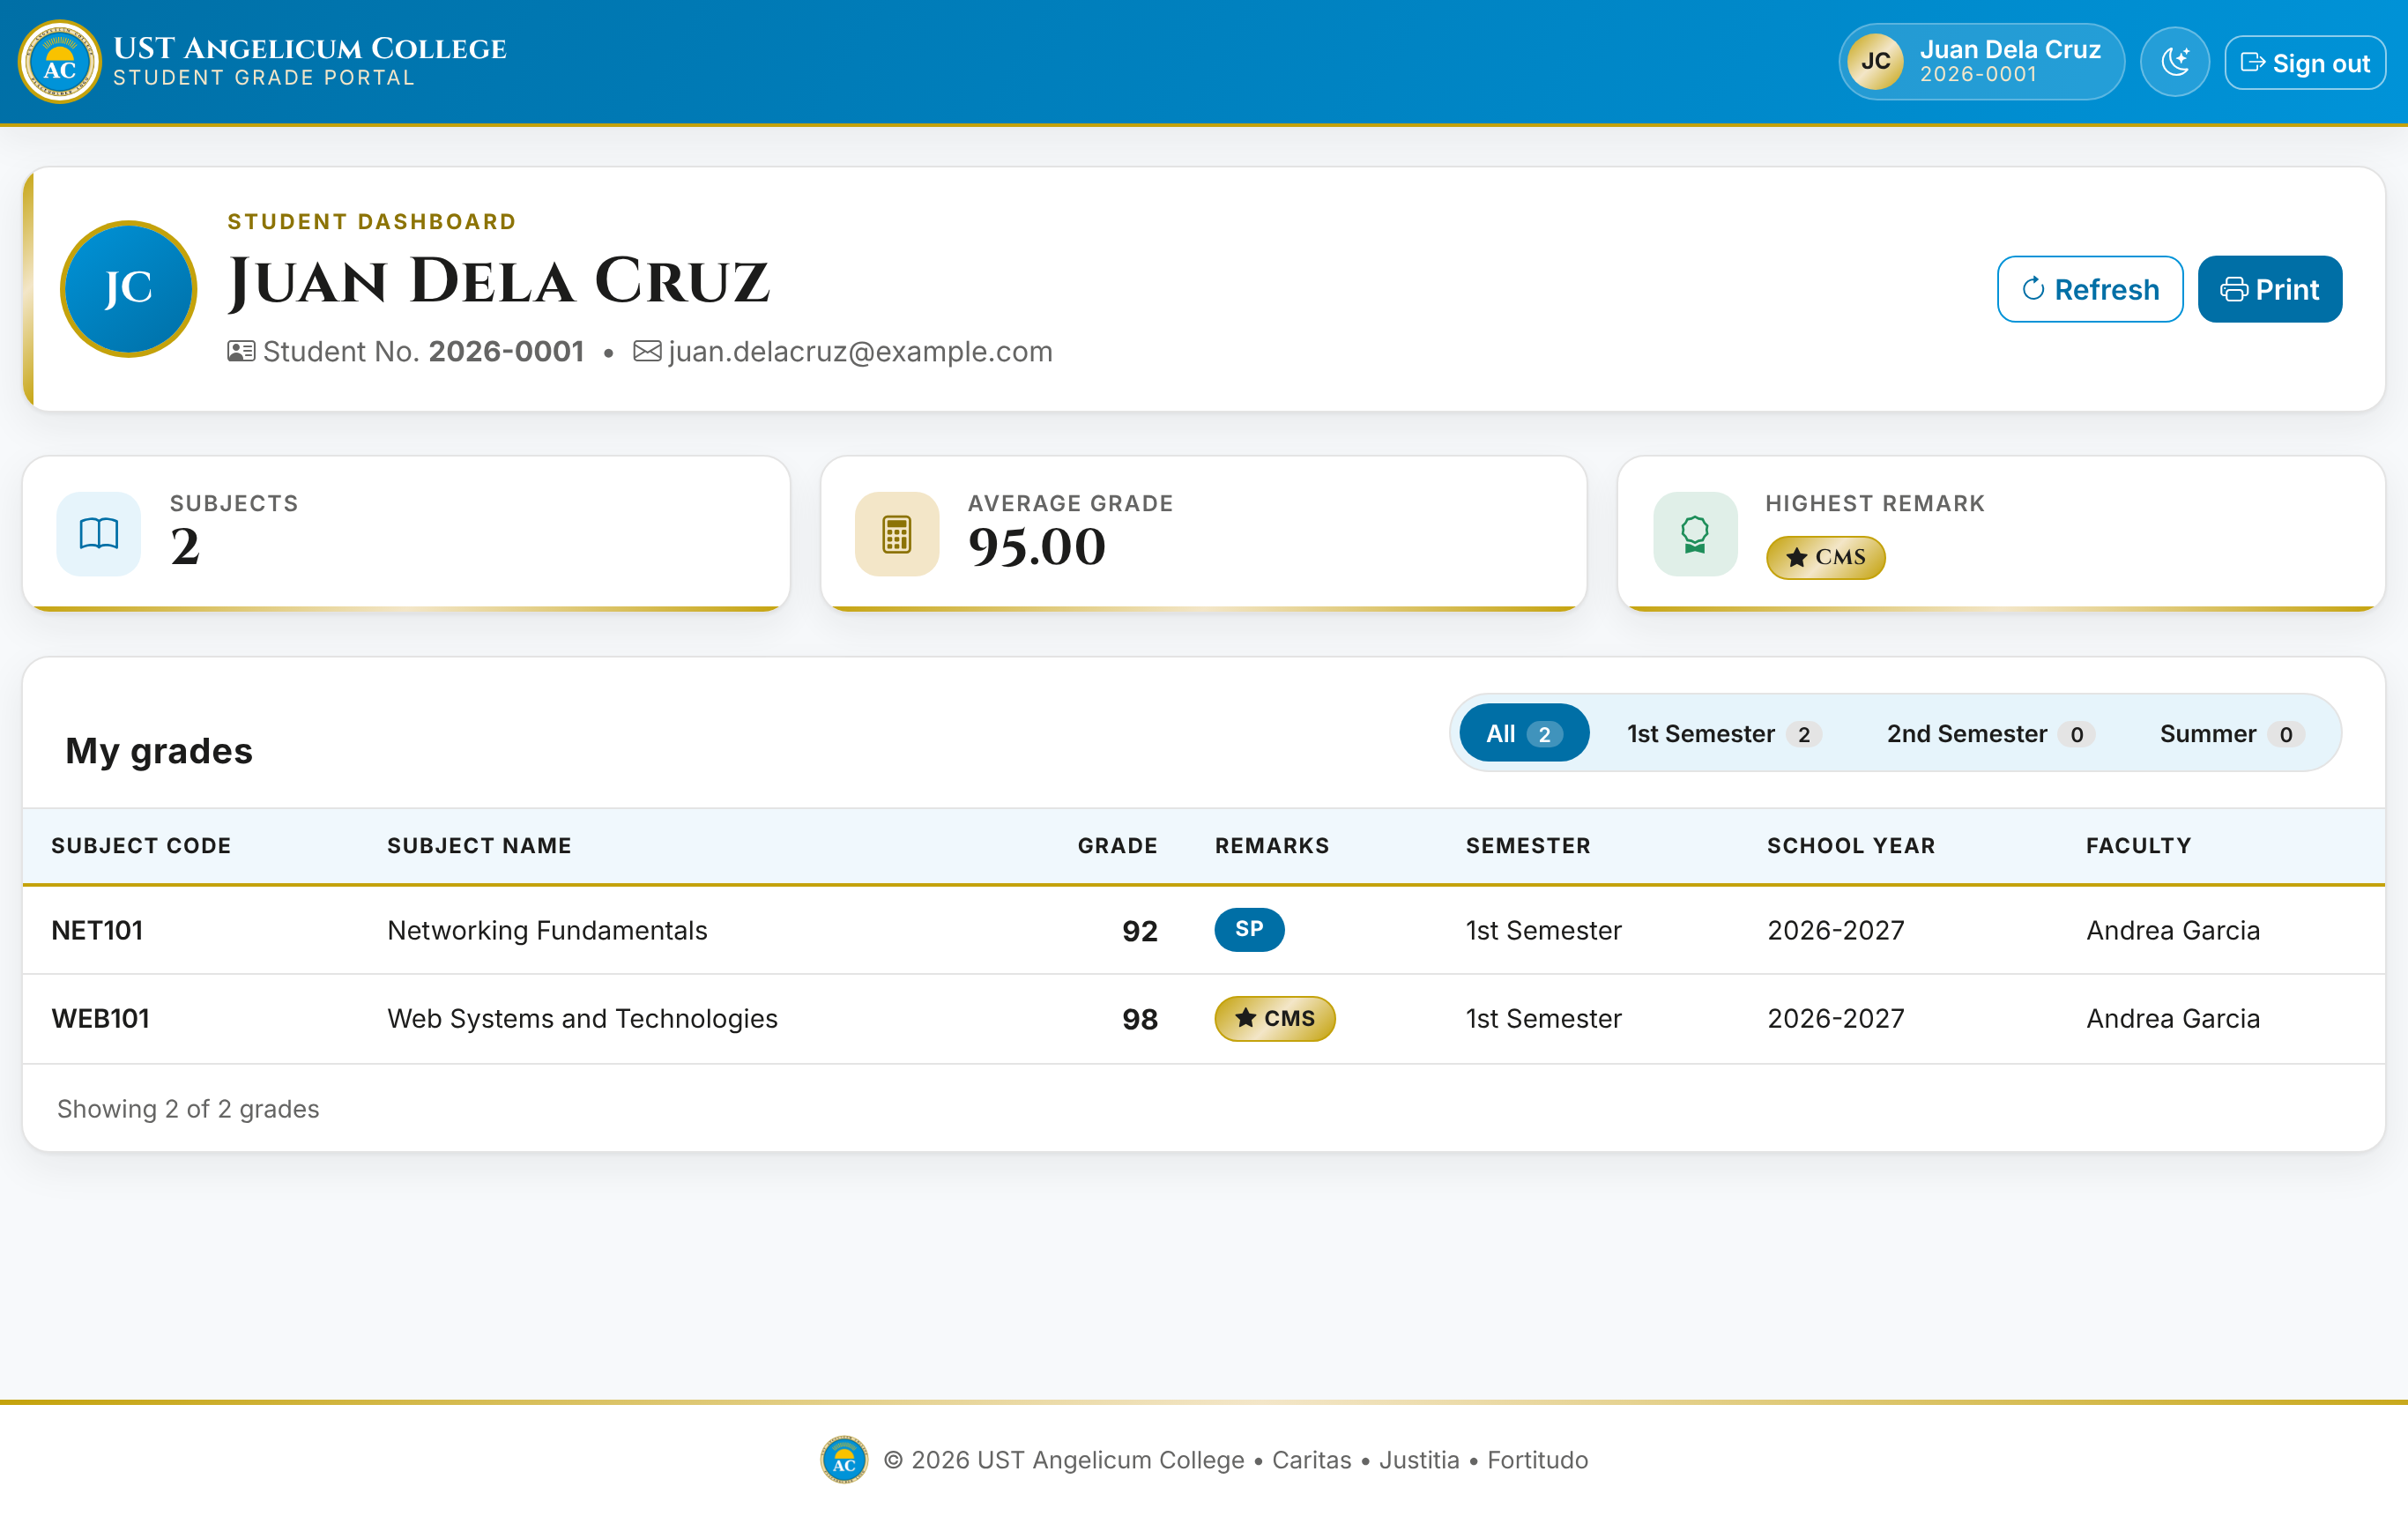 AC
UST Angelicum College
STUDENT GRADE PORTAL
JC
Juan Dela Cruz
2026-0001
Sign out
JC
STUDENT DASHBOARD
Juan Dela Cruz
Student No. 2026-0001 • juan.delacruz@example.com
Refresh
Print
SUBJECTS
2
AVERAGE GRADE
95.00
HIGHEST REMARK
CMS
My grades
All 2 1st Semester 2 2nd Semester 0 Summer 0
SUBJECT CODE SUBJECT NAME GRADE REMARKS SEMESTER SCHOOL YEAR FACULTY
NET101 Networking Fundamentals 92 SP 1st Semester 2026-2027 Andrea Garcia
WEB101 Web Systems and Technologies 98 CMS 1st Semester 2026-2027 Andrea Garcia
Showing 2 of 2 grades
AC
© 2026 UST Angelicum College • Caritas • Justitia • Fortitudo